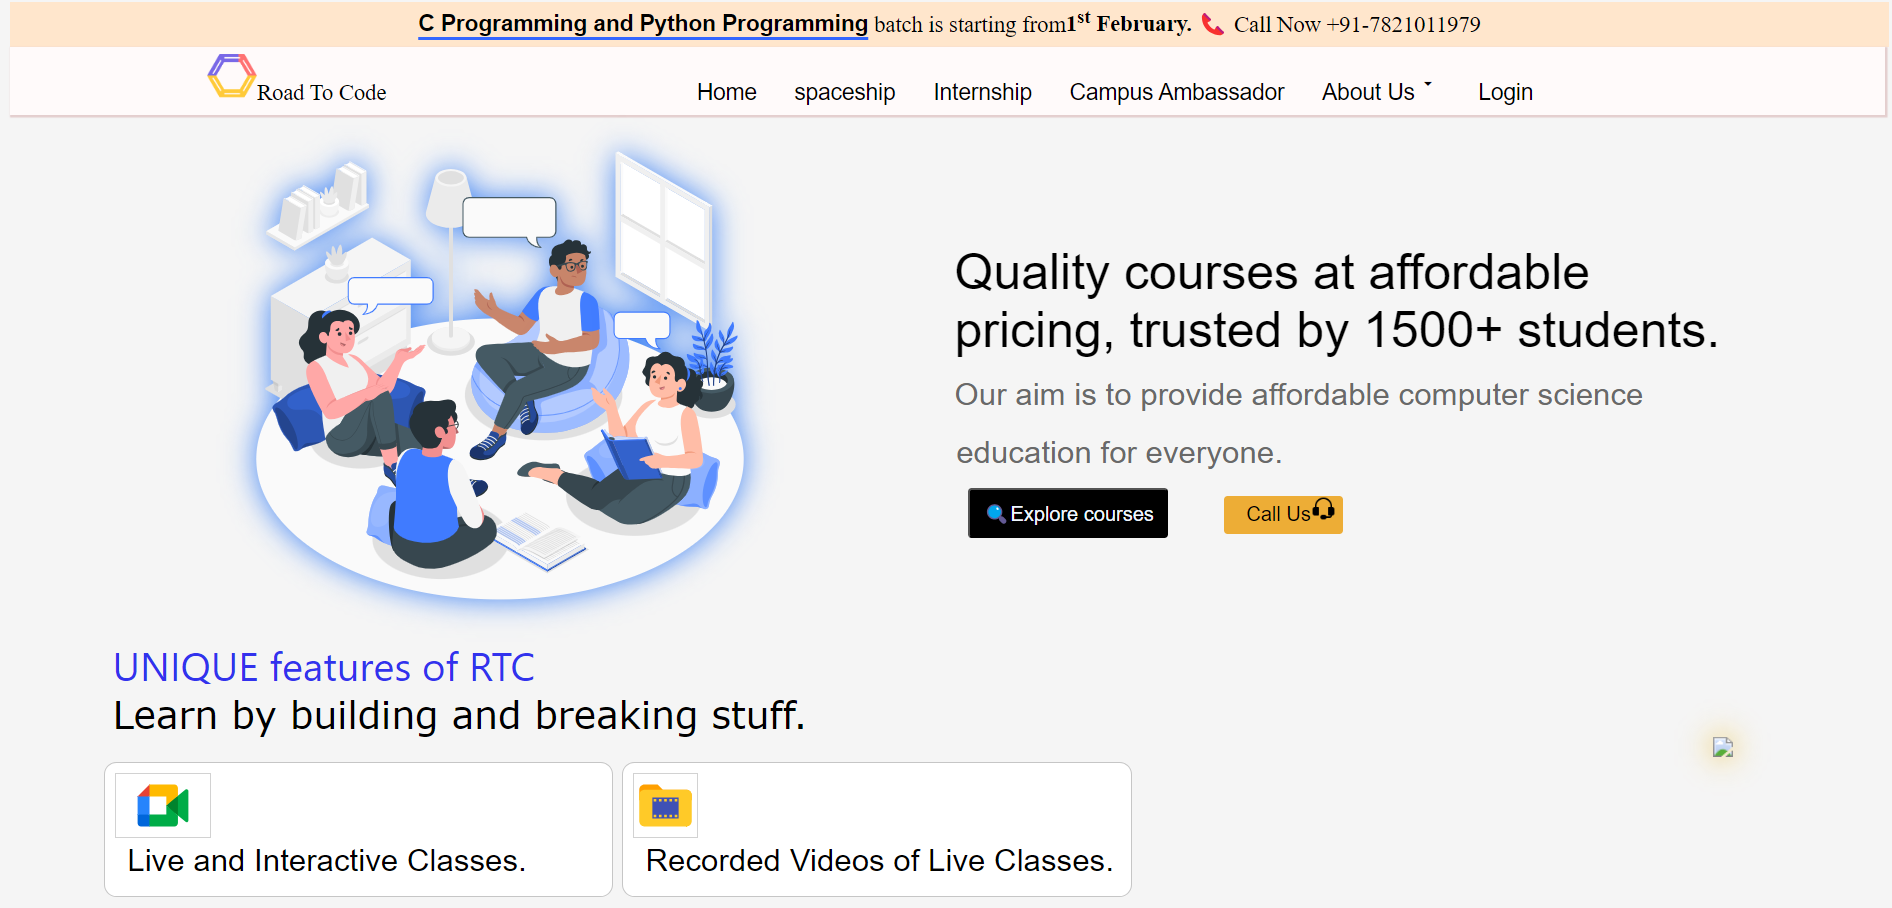 C Programming and Python Programming batch is starting from1st February. Call Now +91-7821011979
Road To Code
Home spaceship Internship Campus Ambassador About Us Login
Quality courses at affordable
pricing, trusted by 1500+ students.
Our aim is to provide affordable computer science
education for everyone.
Explore courses Call Us
UNIQUE features of RTC
Learn by building and breaking stuff.
Live and Interactive Classes. Recorded Videos of Live Classes.